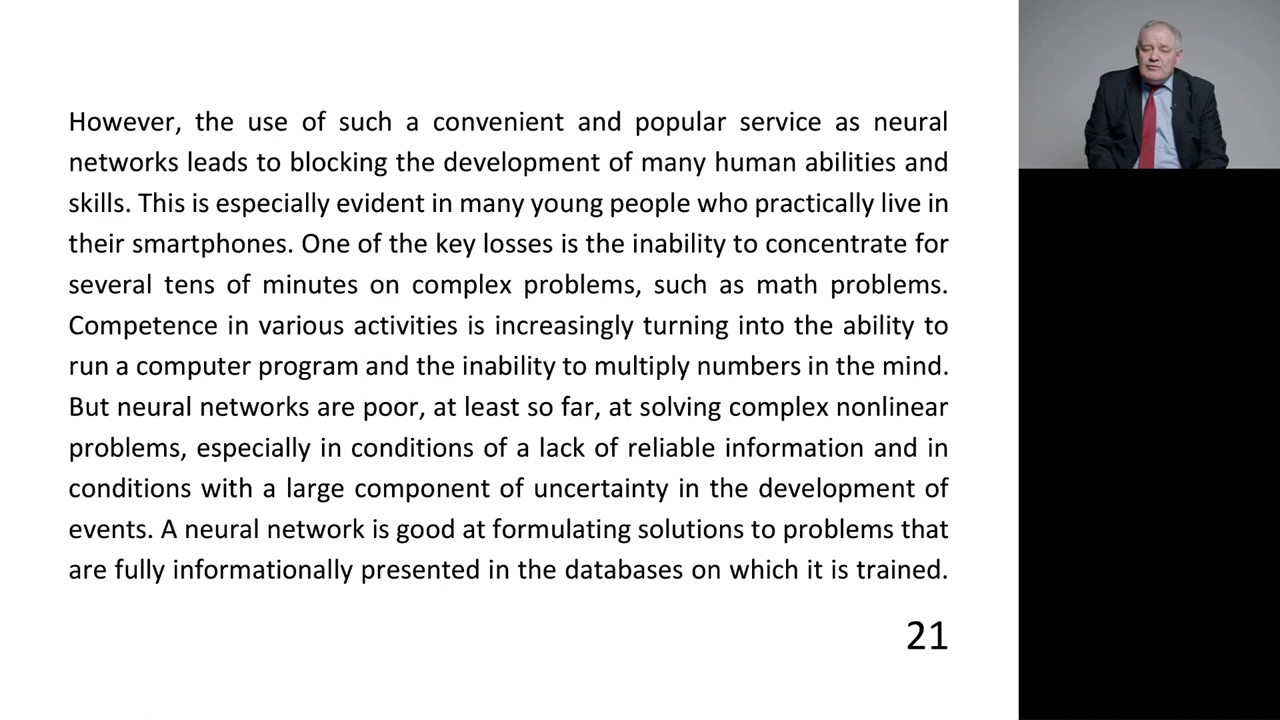 However, the use of such a convenient and popular service as neural
networks leads to blocking the development of many human abilities and
skills. This is especially evident in many young people who practically live in
their smartphones. One of the key losses is the inability to concentrate for
several tens of minutes on complex problems, such as math problems.
Competence in various activities is increasingly turning into the ability to
run a computer program and the inability to multiply numbers in the mind.
But neural networks are poor, at least so far, at solving complex nonlinear
problems, especially in conditions of a lack of reliable information and in
conditions with a large component of uncertainty in the development of
events. A neural network is good at formulating solutions to problems that
are fully informationally presented in the databases on which it is trained.
21